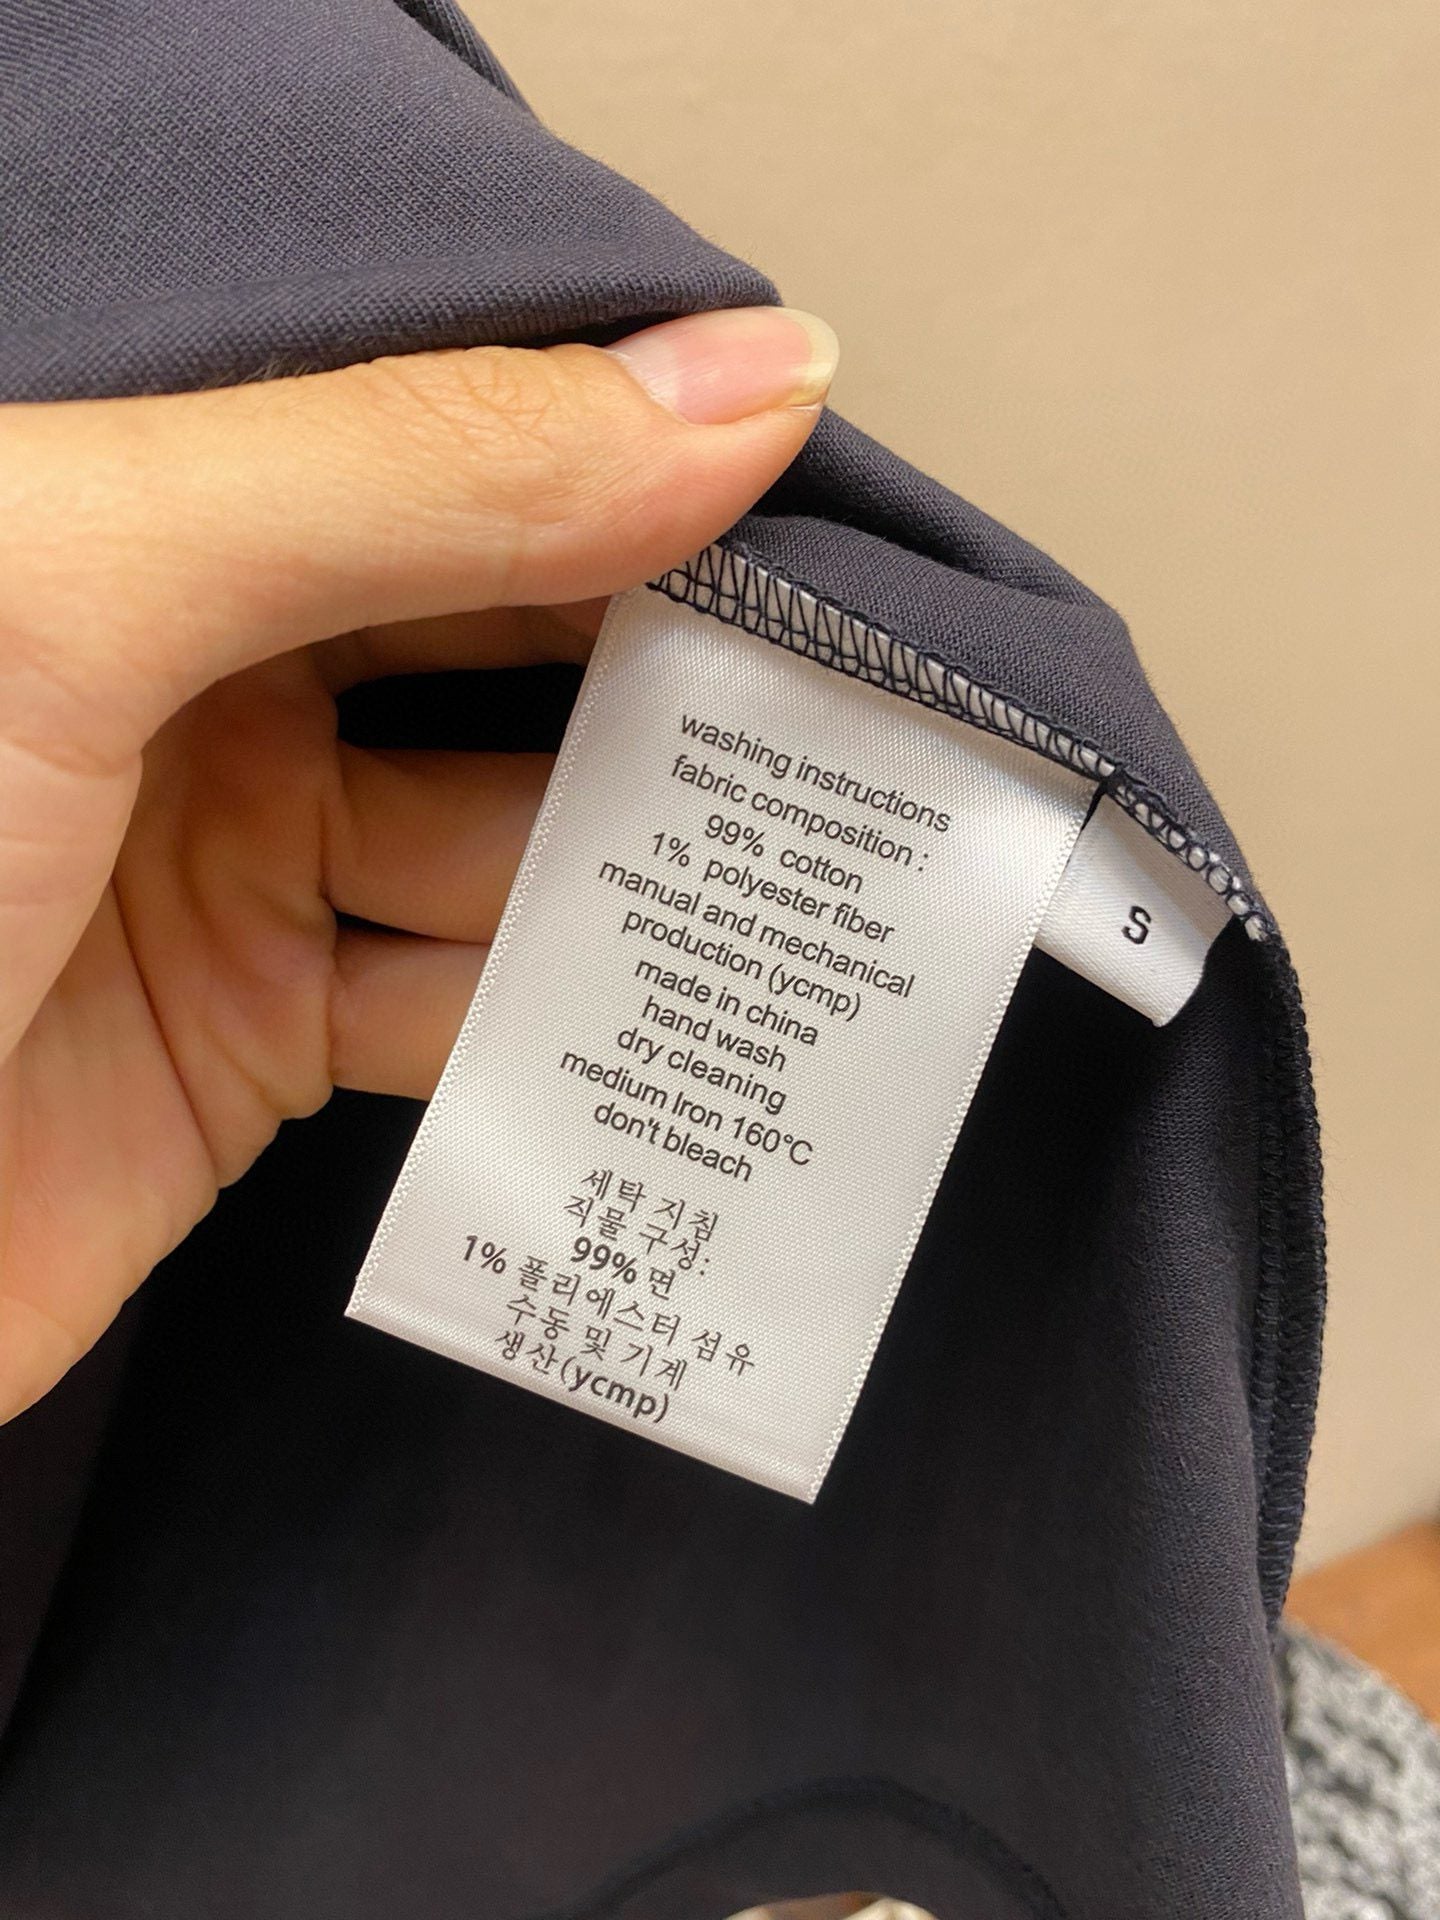 washing instructions
fabric composition :
99% cotton
1% polyester fiber
manual and mechanical
production (ycmp)
made in china
hand wash
dry cleaning
medium Iron 160°C
don't bleach
세탁 지침
직물 구성:
99% 면
1% 폴리에스터 섬유
수동 및 기계
생산(ycmp)
S